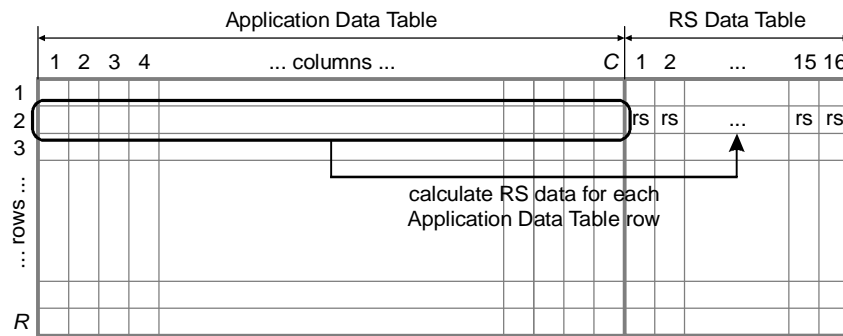 Application Data Table RS Data Table
1 2 3 4 ... columns ... C 1 2 ... 15 16
1
2 rs rs ... rs rs
3
calculate RS data for each
Application Data Table row
... rows ...
R